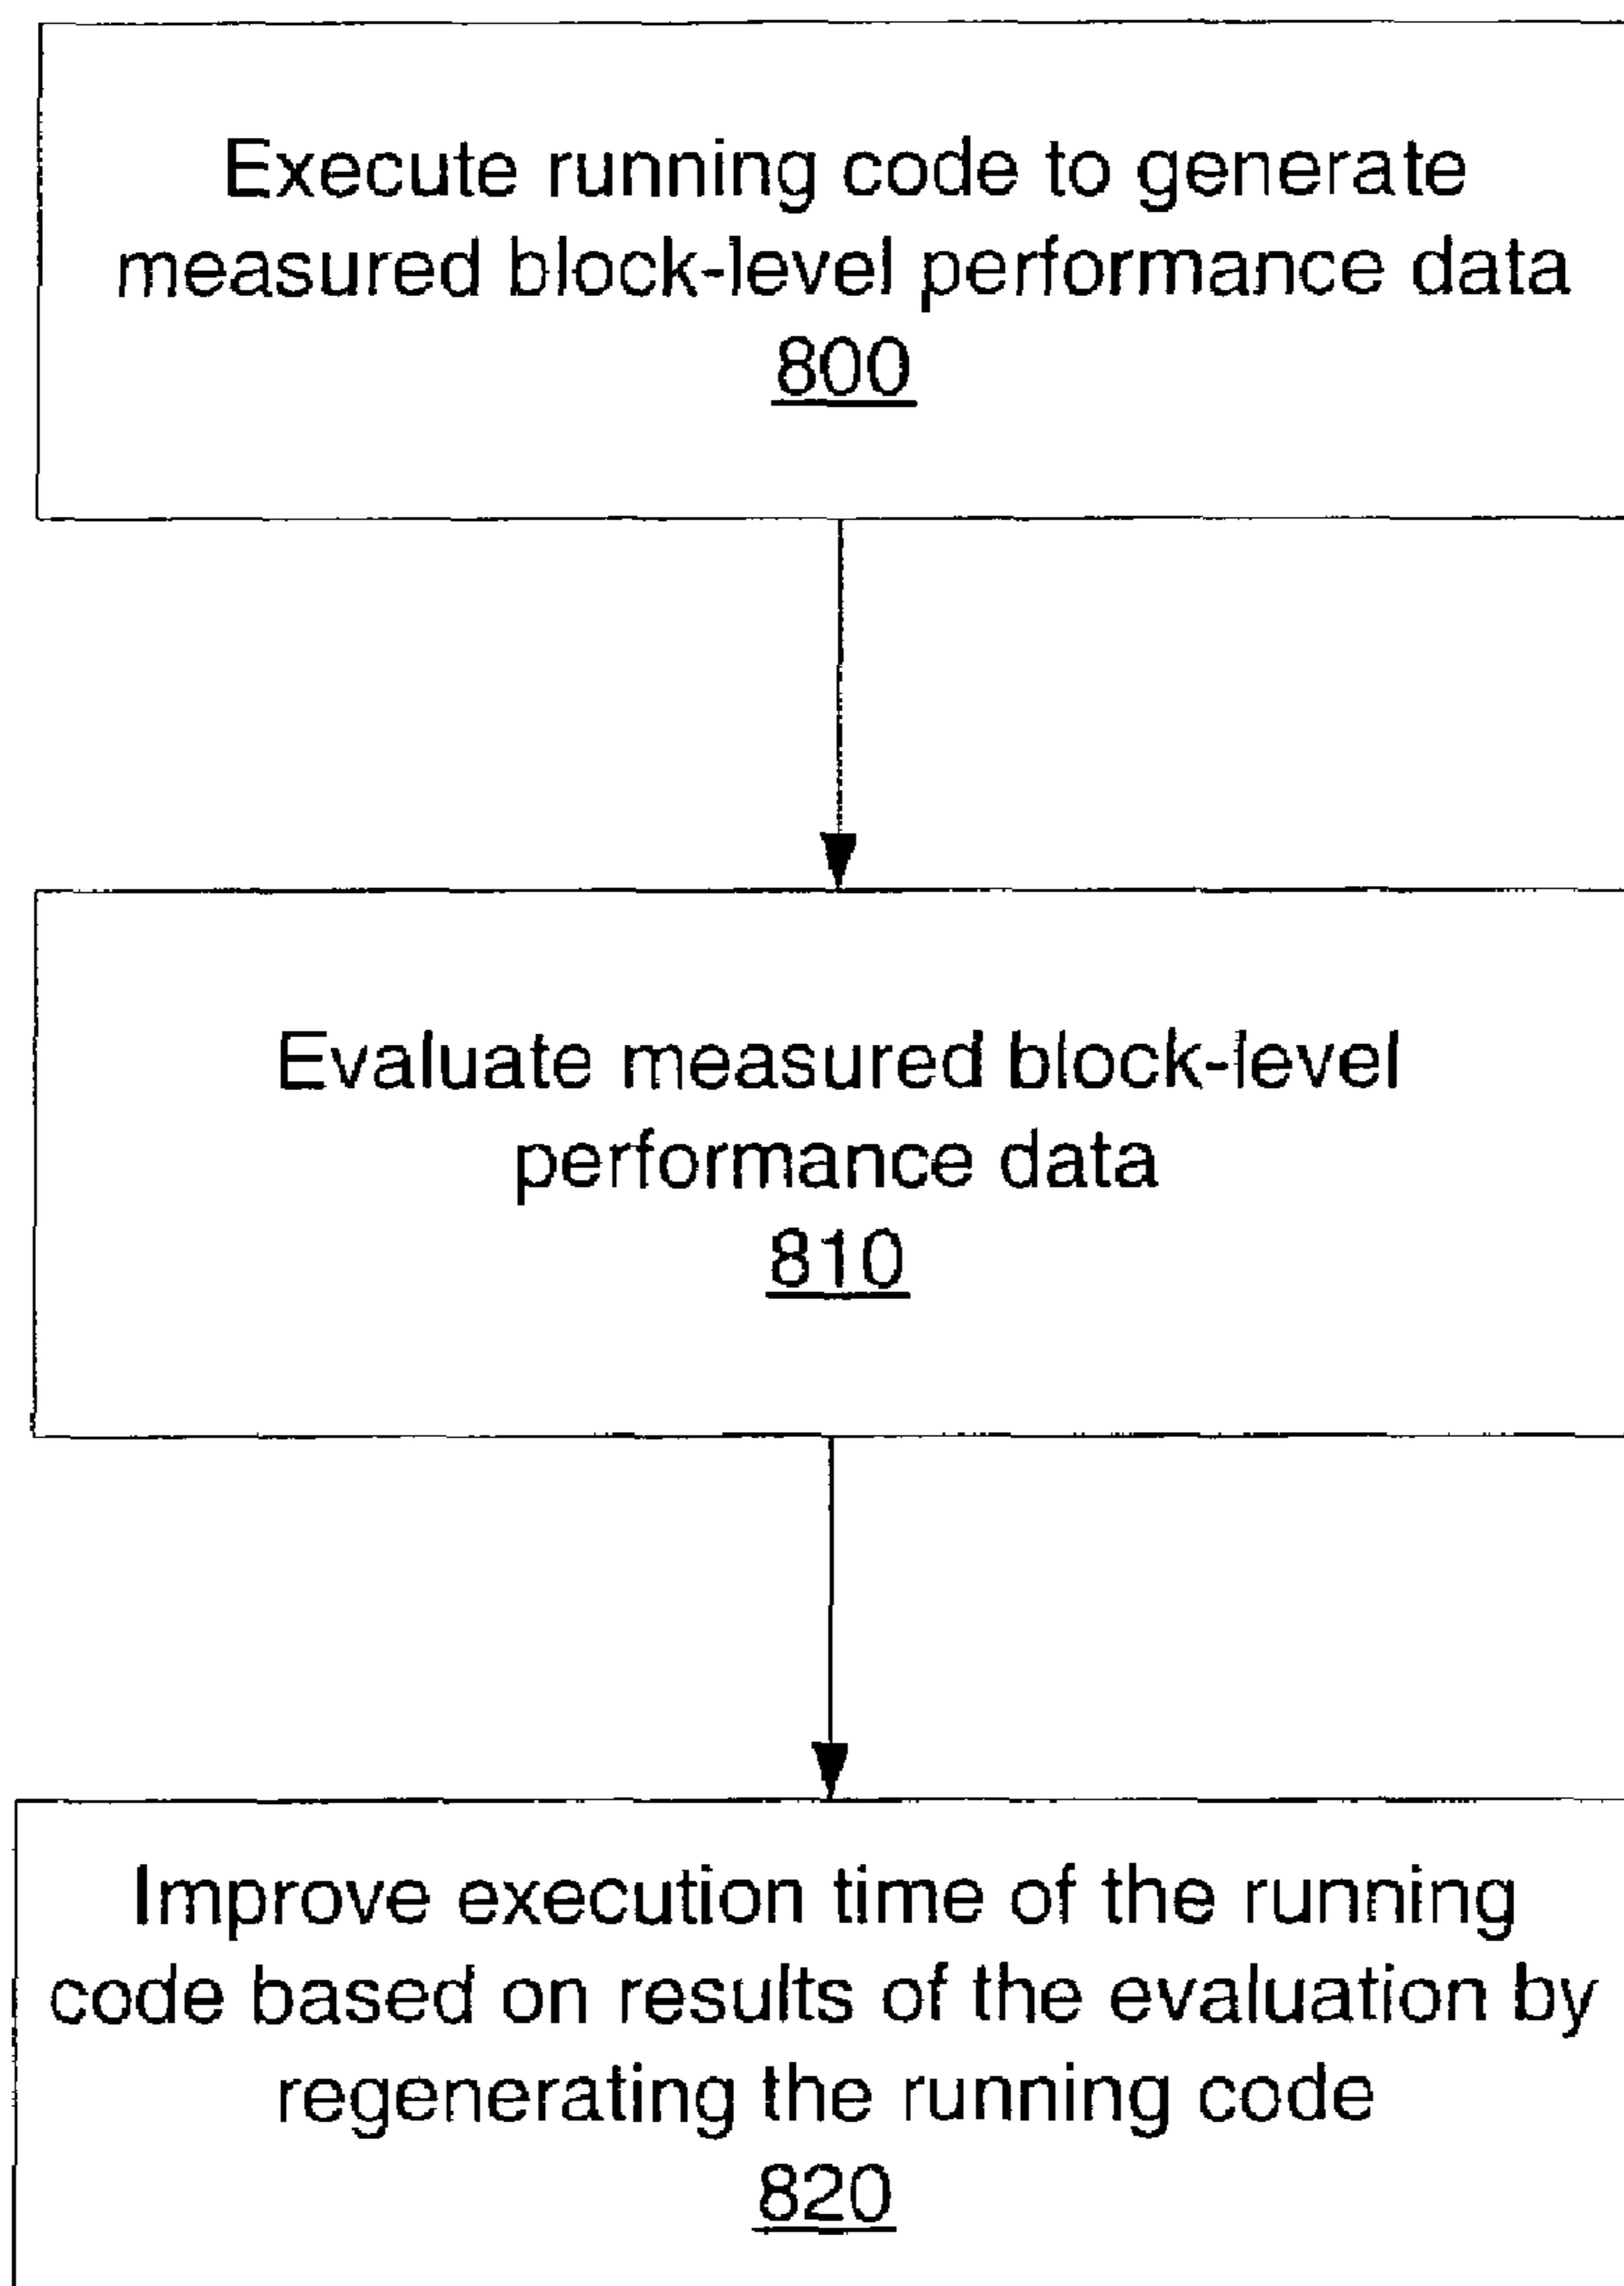 Execute running code to generate
measured block-level performance data
800
Evaluate measured block-level
performance data
810
Improve execution time of the running
code based on results of the evaluation by
regenerating the running code
820